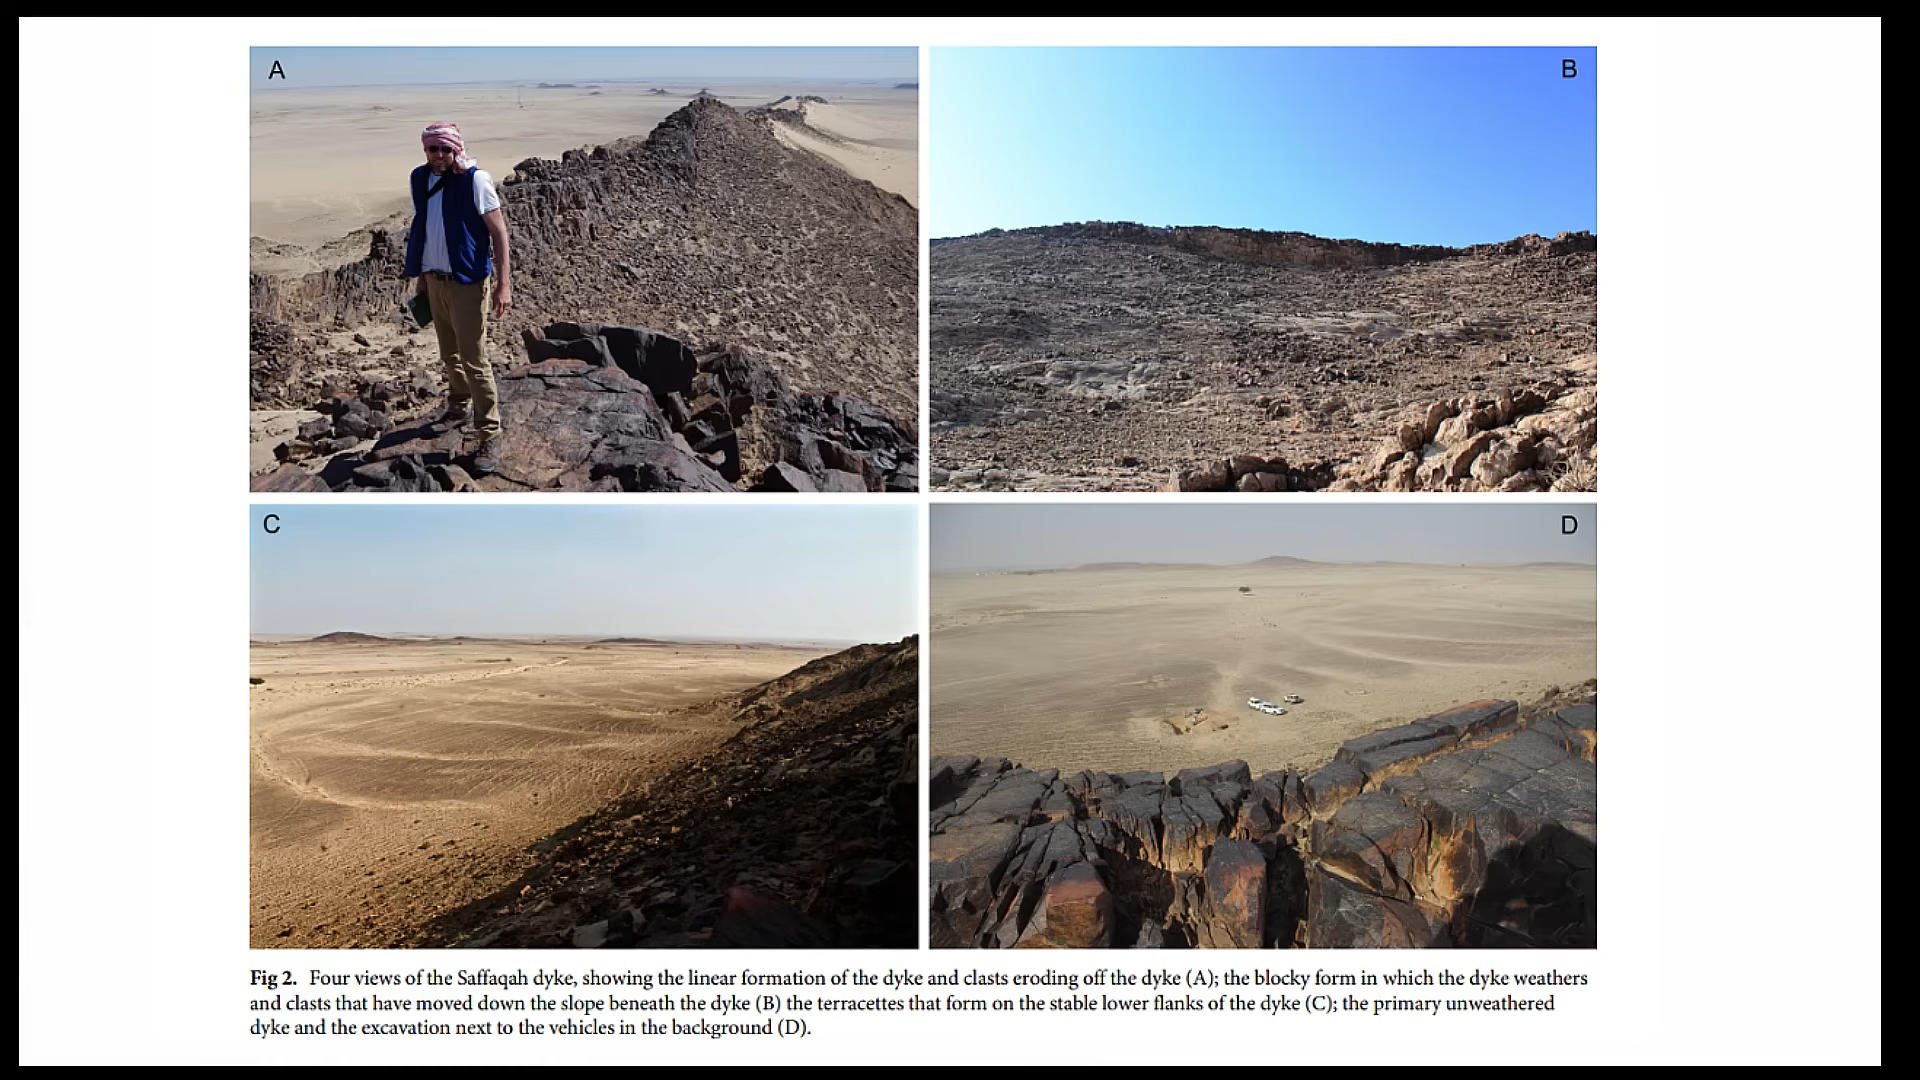 A
B
C
D
Fig 2. Four views of the Saffaqah dyke, showing the linear formation of the dyke and clasts eroding off the dyke (A); the blocky form in which the dyke weathers
and clasts that have moved down the slope beneath the dyke (B) the terracettes that form on the stable lower flanks of the dyke (C); the primary unweathered
dyke and the excavation next to the vehicles in the background (D).